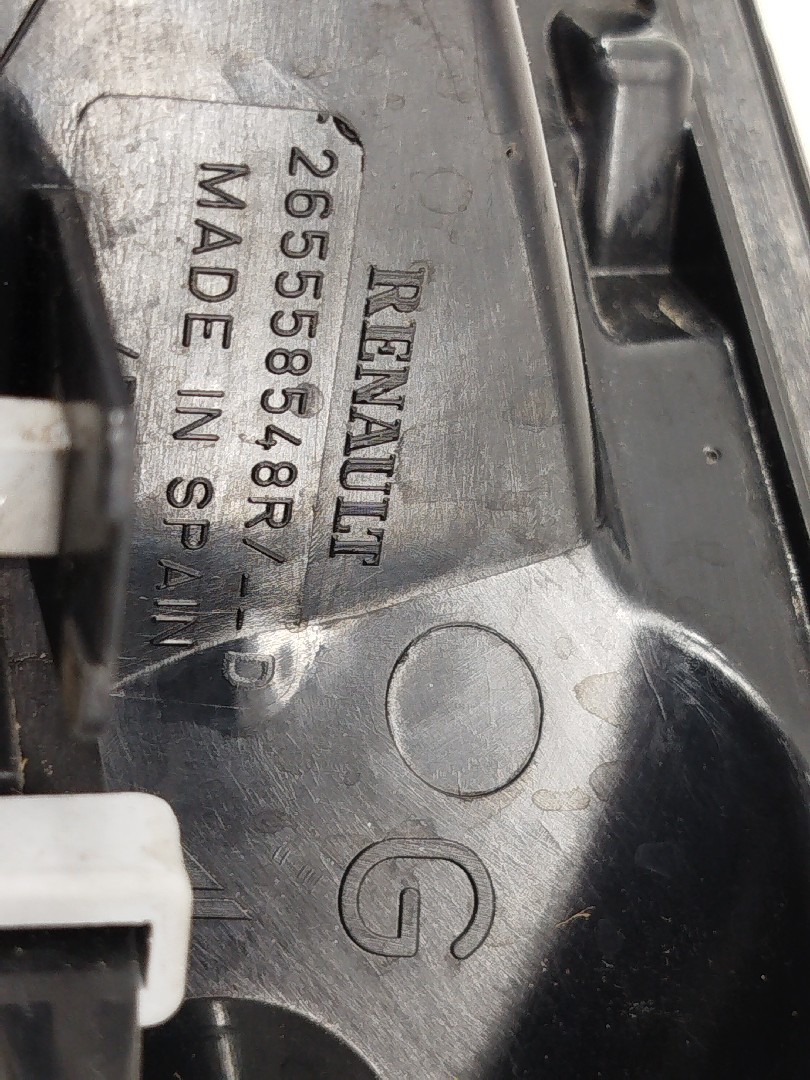 RENAULT
265558548R/--D
MADE IN SPAIN
G